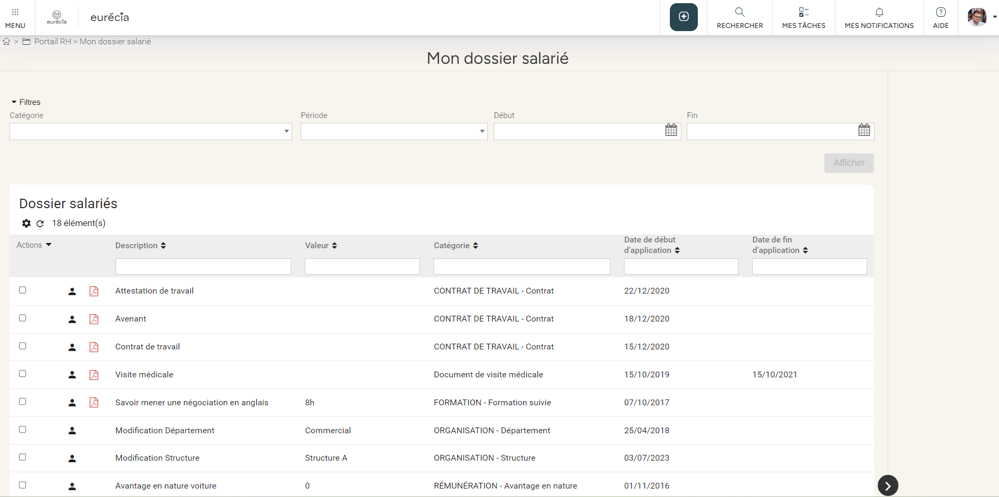 MENU
eurécia
eurécia
RECHERCHER
MES TÂCHES
MES NOTIFICATIONS
AIDE
> Portail RH > Mon dossier salarié
Mon dossier salarié
Filtres
Catégorie Période Début Fin
Afficher
Dossier salariés
18 élément(s)
Actions Description Valeur Catégorie Date de début d'application Date de fin d'application
Attestation de travail CONTRAT DE TRAVAIL - Contrat 22/12/2020
Avenant CONTRAT DE TRAVAIL - Contrat 18/12/2020
Contrat de travail CONTRAT DE TRAVAIL - Contrat 15/12/2020
Visite médicale Document de visite médicale 15/10/2019 15/10/2021
Savoir mener une négociation en anglais 8h FORMATION - Formation suivie 07/10/2017
Modification Département Commercial ORGANISATION - Département 25/04/2018
Modification Structure Structure A ORGANISATION - Structure 03/07/2023
Avantage en nature voiture 0 RÉMUNÉRATION - Avantage en nature 01/11/2016